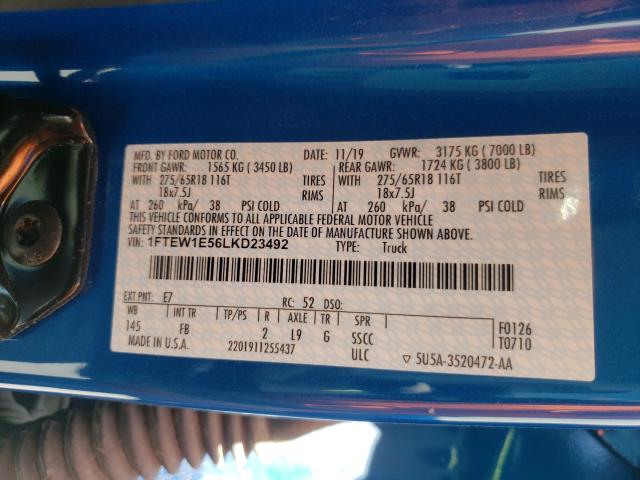 MFD. BY FORD MOTOR CO. DATE: 11/19 GVWR: 3175 KG ( 7000 LB)
FRONT GAWR: 1565 KG ( 3450 LB) REAR GAWR: 1724 KG ( 3800 LB)
WITH 275/65R18 116T TIRES WITH 275/65R18 116T TIRES
18x7.5J RIMS 18x7.5J RIMS
AT 260 kPa/ 38 PSI COLD AT 260 kPa/ 38 PSI COLD
THIS VEHICLE CONFORMS TO ALL APPLICABLE FEDERAL MOTOR VEHICLE
SAFETY STANDARDS IN EFFECT ON THE DATE OF MANUFACTURE SHOWN ABOVE.
VIN: 1FTEW1E56LKD23492 TYPE: Truck
EXT PNT: E7 RC: 52 DSO:
WB INT TR TP/PS R AXLE TR SPR F0126
145 FB 2 L9 G SSCC T0710
MADE IN U.S.A. 2201911255437 ULC 5U5A-3520472-AA